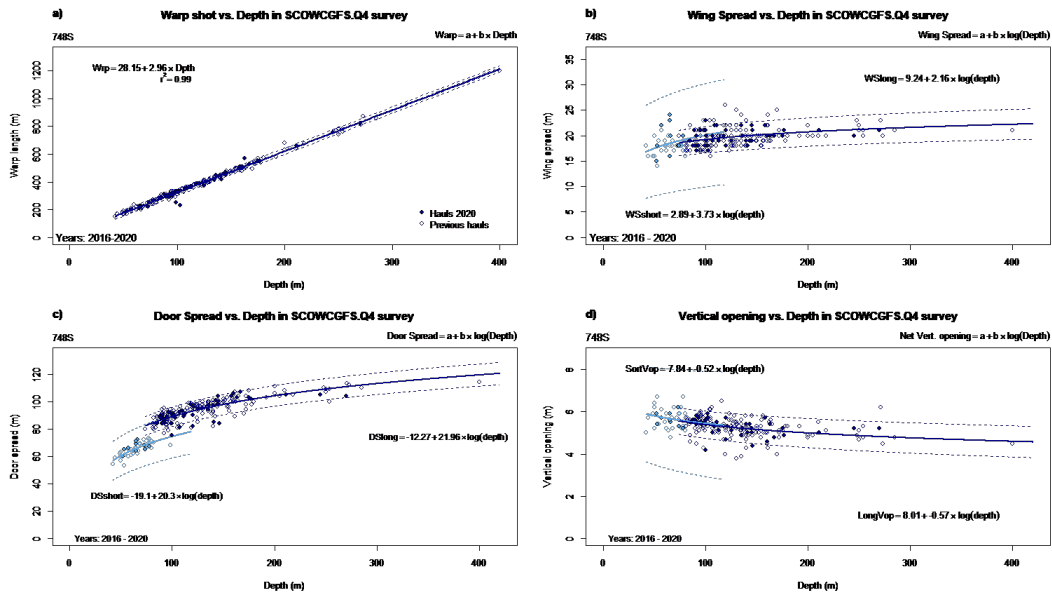 a) Warp shot vs. Depth in SCOWCGFS.Q4 survey
748S Warp = a + b × Depth
Wrp = 28.15 + 2.96 × Dpth
r² = 0.99
Warp length (m)
0 200 400 600 800 1000 1200
Hauls 2020
Previous hauls
Years: 2016-2020
0 100 200 300 400
Depth (m)
b) Wing Spread vs. Depth in SCOWCGFS.Q4 survey
748S Wing Spread = a + b × log(Depth)
WSlong = 9.24 + 2.16 × log(depth)
Wing spread (m)
0 5 10 15 20 25 30 35
WSshort = 2.89 + 3.73 × log(depth)
Years: 2016 - 2020
0 100 200 300 400
Depth (m)
c) Door Spread vs. Depth in SCOWCGFS.Q4 survey
748S Door Spread = a + b × log(Depth)
Door spread (m)
0 20 40 60 80 100 120
DSlong = -12.27 + 21.96 × log(depth)
DSshort = -19.1 + 20.3 × log(depth)
Years: 2016 - 2020
0 100 200 300 400
Depth (m)
d) Vertical opening vs. Depth in SCOWCGFS.Q4 survey
748S Net Vert. opening = a + b × log(Depth)
SortVop = 7.84 + -0.52 × log(depth)
Vertical opening (m)
0 2 4 6 8
LongVop = 8.01 + -0.57 × log(depth)
Years: 2016 - 2020
0 100 200 300 400
Depth (m)